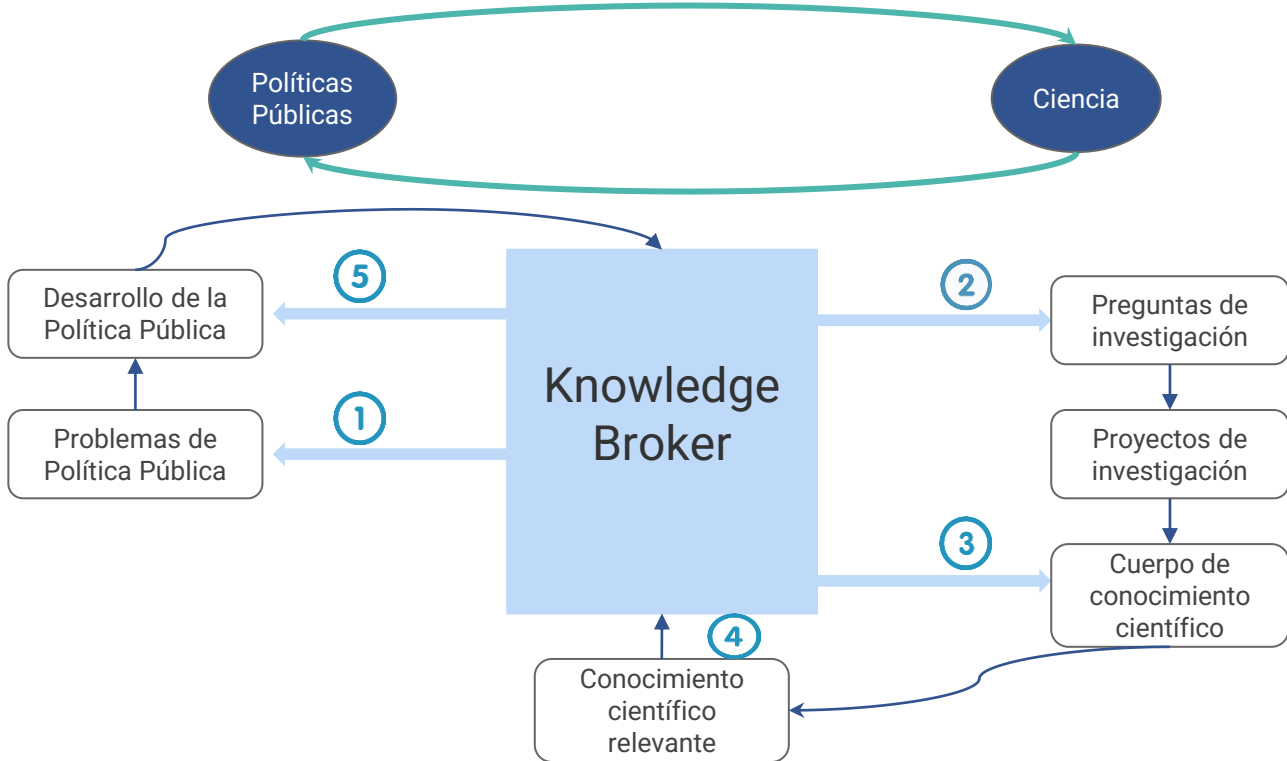 Políticas
Públicas
Ciencia
5
2
Desarrollo de la
Política Pública
Preguntas de
investigación
Knowledge
Broker
1
Problemas de
Política Pública
Proyectos de
investigación
3
Cuerpo de
conocimiento
científico
4
Conocimiento
científico
relevante